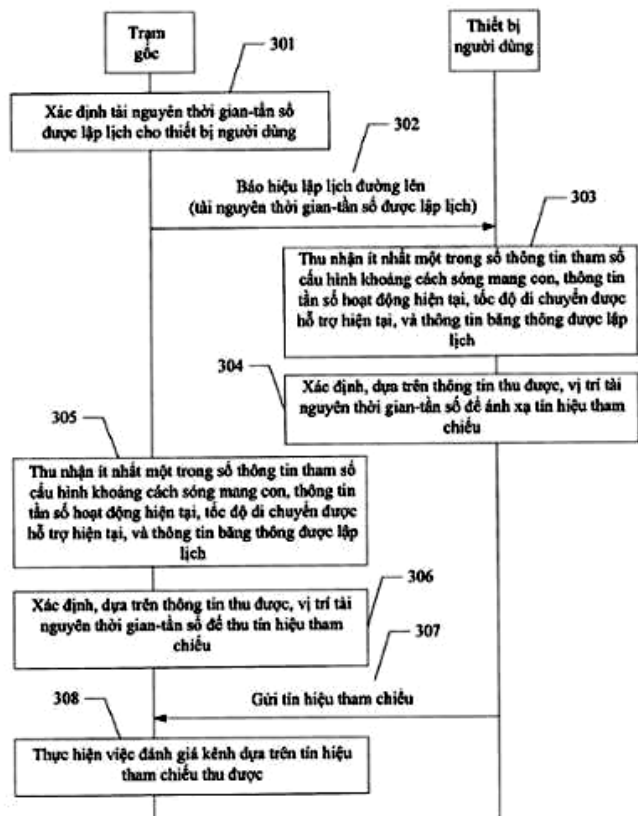 Trạm
gốc
Thiết bị
người dùng
301
Xác định tài nguyên thời gian-tần số
được lập lịch cho thiết bị người dùng
302
Báo hiệu lập lịch đường lên
(tài nguyên thời gian-tần số được lập lịch)
303
Thu nhận ít nhất một trong số thông tin tham số
cấu hình khoảng cách sóng mang con, thông tin
tần số hoạt động hiện tại, tốc độ di chuyển được
hỗ trợ hiện tại, và thông tin băng thông được lập
lịch
304
Xác định, dựa trên thông tin thu được, vị trí tài
nguyên thời gian-tần số để ánh xạ tín hiệu tham
chiếu
305
Thu nhận ít nhất một trong số thông tin tham số
cấu hình khoảng cách sóng mang con, thông tin
tần số hoạt động hiện tại, tốc độ di chuyển được
hỗ trợ hiện tại, và thông tin băng thông được lập
lịch
306
Xác định, dựa trên thông tin thu được, vị trí tài
nguyên thời gian-tần số để thu tín hiệu tham
chiếu
307
Gửi tín hiệu tham chiếu
308
Thực hiện việc đánh giá kênh dựa trên tín hiệu
tham chiếu thu được